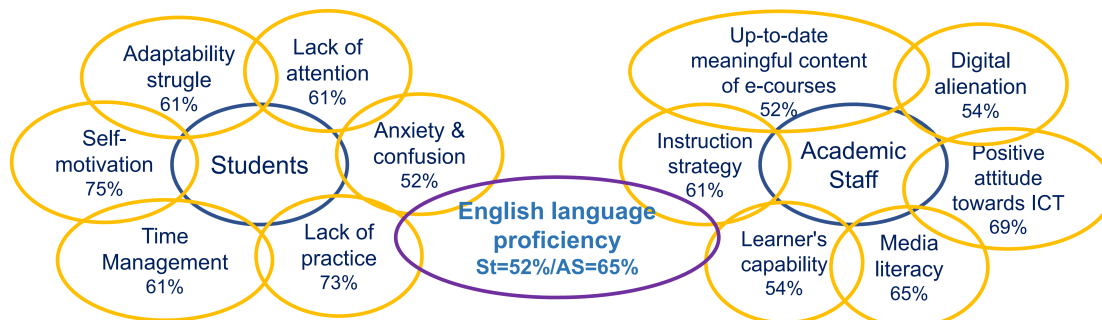 Adaptability
strugle
61%
Lack of
attention
61%
Self-
motivation
75%
Students
Anxiety &
confusion
52%
Time
Management
61%
Lack of
practice
73%
English language
proficiency
St=52%/AS=65%
Up-to-date
meaningful content
of e-courses
52%
Digital
alienation
54%
Instruction
strategy
61%
Academic
Staff
Positive
attitude
towards ICT
69%
Learner's
capability
54%
Media
literacy
65%